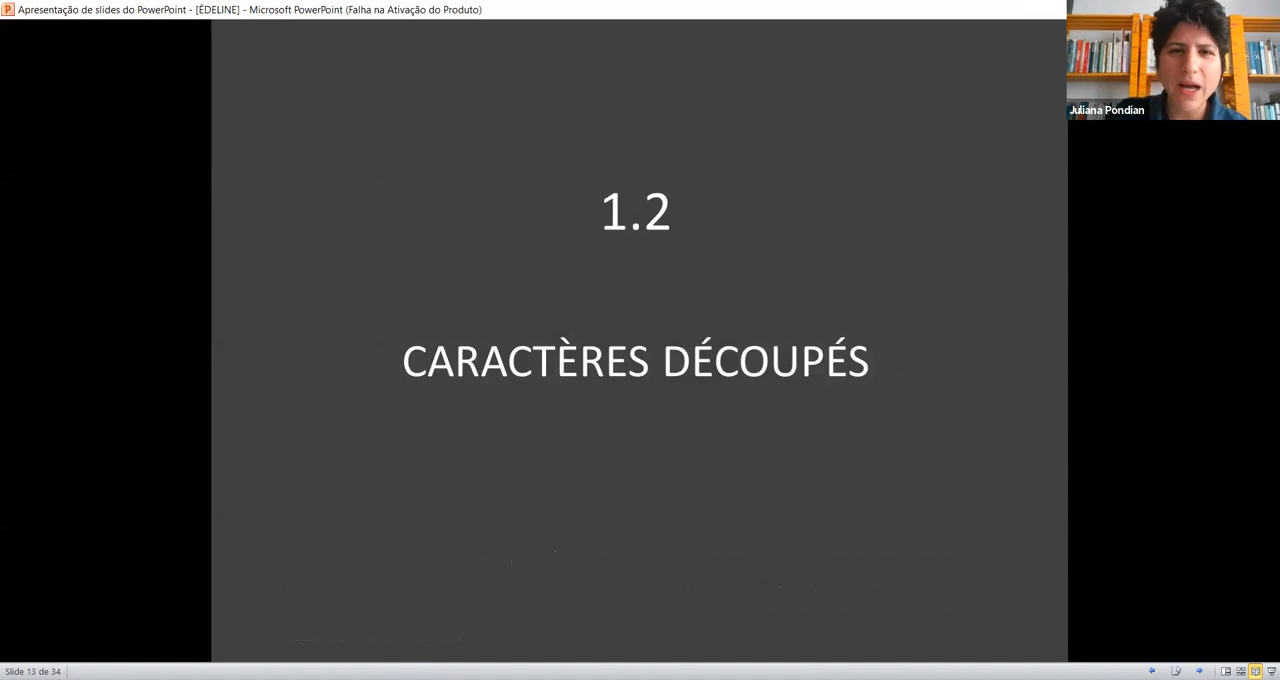 Apresentação de slides do PowerPoint - [ÉDELINE] - Microsoft PowerPoint (Falha na Ativação do Produto)
Juliana Pondian
1.2
CARACTÈRES DÉCOUPÉS
Slide 13 de 34